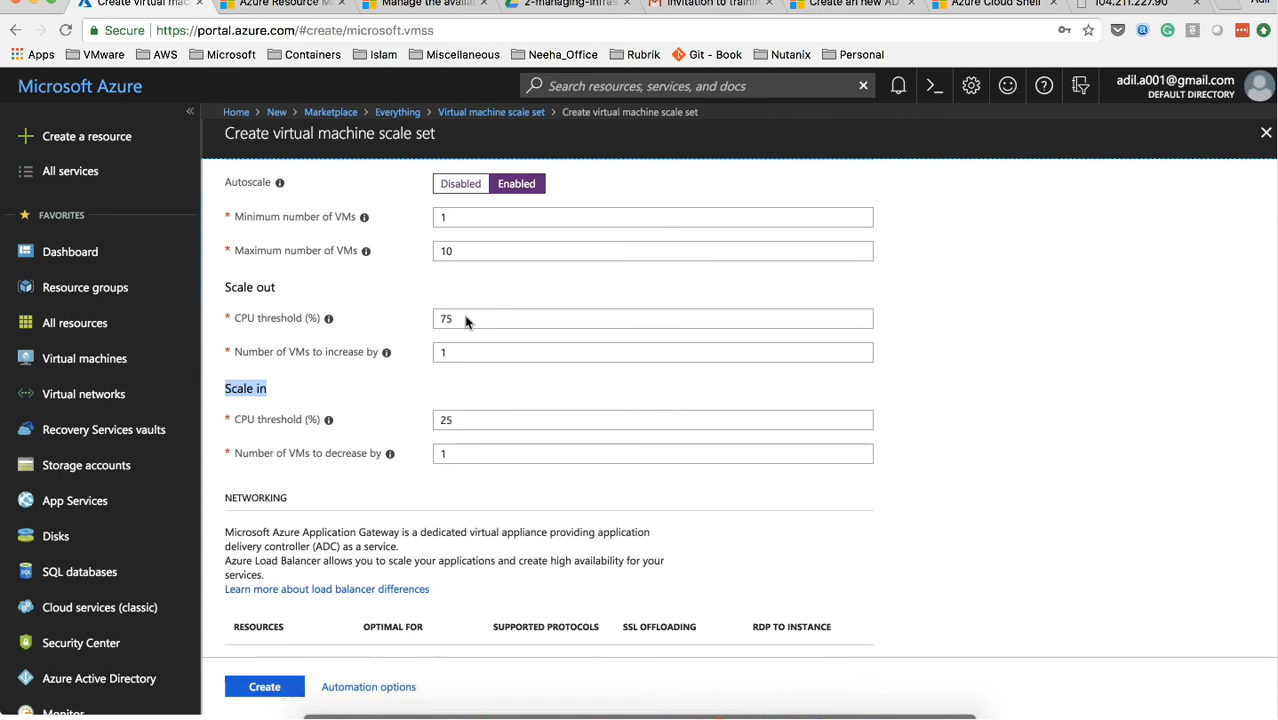 Create virtual ma
Azure Resource M
Manage the availa
2-managing-infras
Invitation to trainin
Create an new AD
Azure Cloud Shell
104.211.227.90
Adil
Secure https://portal.azure.com/#create/microsoft.vmss
Apps VMware AWS Microsoft Containers Islam Miscellaneous Neeha_Office Rubrik Git - Book Nutanix Personal
Microsoft Azure
Search resources, services, and docs
adil.a001@gmail.com
DEFAULT DIRECTORY
Home > New > Marketplace > Everything > Virtual machine scale set > Create virtual machine scale set
Create virtual machine scale set
Create a resource
All services
FAVORITES
Dashboard
Resource groups
All resources
Virtual machines
Virtual networks
Recovery Services vaults
Storage accounts
App Services
Disks
SQL databases
Cloud services (classic)
Security Center
Azure Active Directory
Monitor
Autoscale Disabled Enabled
* Minimum number of VMs 1
* Maximum number of VMs 10
Scale out
* CPU threshold (%) 75
* Number of VMs to increase by 1
Scale in
* CPU threshold (%) 25
* Number of VMs to decrease by 1
NETWORKING
Microsoft Azure Application Gateway is a dedicated virtual appliance providing application
delivery controller (ADC) as a service.
Azure Load Balancer allows you to scale your applications and create high availability for your
services.
Learn more about load balancer differences
RESOURCES OPTIMAL FOR SUPPORTED PROTOCOLS SSL OFFLOADING RDP TO INSTANCE
Create Automation options